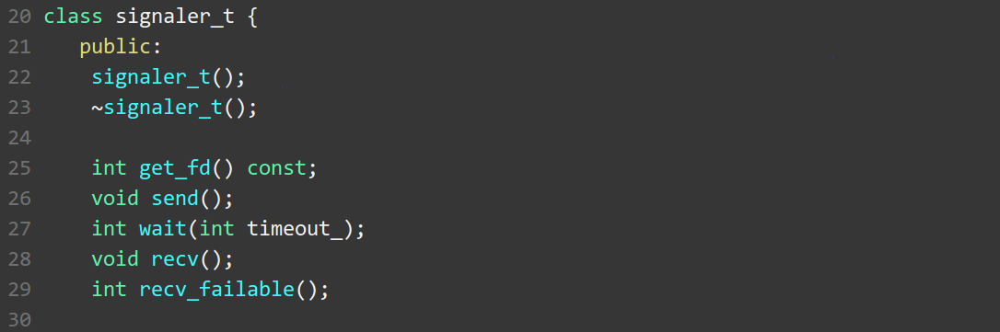 20 class signaler_t {
21    public:
22     signaler_t();
23     ~signaler_t();
24
25     int get_fd() const;
26     void send();
27     int wait(int timeout_);
28     void recv();
29     int recv_failable();
30